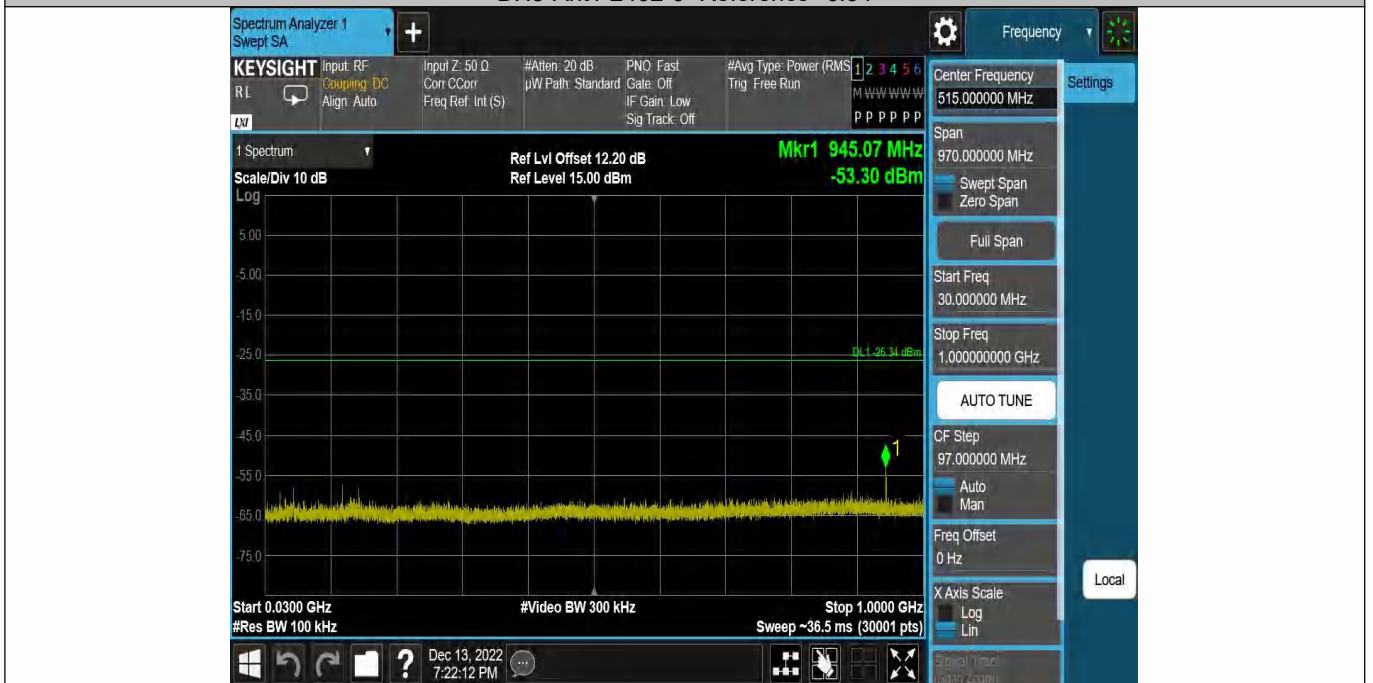 Spectrum Analyzer 1
Swept SA
+
Frequency
KEYSIGHT
RL
LXI
Input: RF
Coupling: DC
Align: Auto
Input Z: 50 Ω
Corr CCorr
Freq Ref: Int (S)
#Atten: 20 dB
µW Path: Standard
PNO: Fast
Gate: Off
IF Gain: Low
Sig Track: Off
#Avg Type: Power (RMS
Trig: Free Run
1 2 3 4 5 6
M W W W W W
P P P P P P
1 Spectrum
Scale/Div 10 dB
Log
Ref Lvl Offset 12.20 dB
Ref Level 15.00 dBm
Mkr1 945.07 MHz
-53.30 dBm
5.00
-5.00
-15.0
-25.0
DL1 -26.34 dBm
-35.0
-45.0
1
-55.0
-65.0
-75.0
Start 0.0300 GHz
#Res BW 100 kHz
#Video BW 300 kHz
Stop 1.0000 GHz
Sweep ~36.5 ms (30001 pts)
?
Dec 13, 2022
7:22:12 PM
Center Frequency
515.000000 MHz
Span
970.000000 MHz
Swept Span
Zero Span
Full Span
Start Freq
30.000000 MHz
Stop Freq
1.000000000 GHz
AUTO TUNE
CF Step
97.000000 MHz
Auto
Man
Freq Offset
0 Hz
X Axis Scale
Log
Lin
Signal Track
(Span Zoom)
Settings
Local